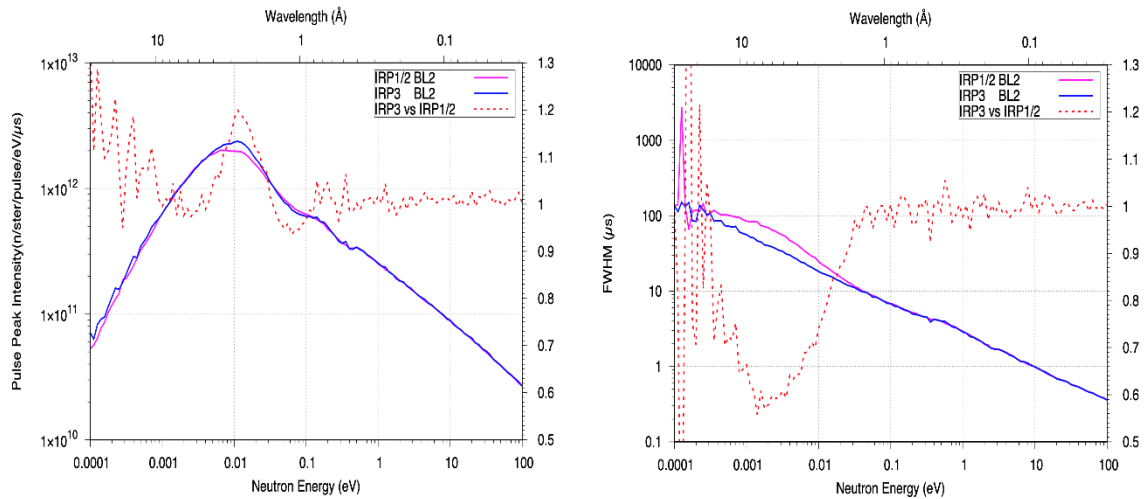 Wavelength (Å)
10 1 0.1
1x10^13 1.3
IRP1/2 BL2
IRP3 BL2
IRP3 vs IRP1/2
1.2
1.1
1x10^12 1
0.9
0.8
1x10^11
0.7
0.6
1x10^10 0.5
0.0001 0.001 0.01 0.1 1 10 100
Neutron Energy (eV)
Pulse Peak Intensity(n/ster/pulse/eV/µs)
Wavelength (Å)
10 1 0.1
10000 1.3
IRP1/2 BL2
IRP3 BL2
IRP3 vs IRP1/2
1000 1.2
1.1
100 1
0.9
10
0.8
1 0.7
0.6
0.1 0.5
0.0001 0.001 0.01 0.1 1 10 100
Neutron Energy (eV)
FWHM (µs)